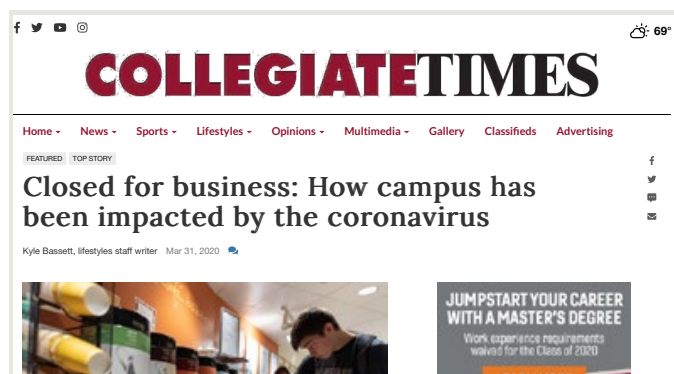 69°
COLLEGIATETIMES
Home News Sports Lifestyles Opinions Multimedia Gallery Classifieds Advertising
FEATURED TOP STORY
Closed for business: How campus has
been impacted by the coronavirus
Kyle Bassett, lifestyles staff writer Mar 31, 2020
JUMPSTART YOUR CAREER
WITH A MASTER'S DEGREE
Work experience requirements
waived for the Class of 2020